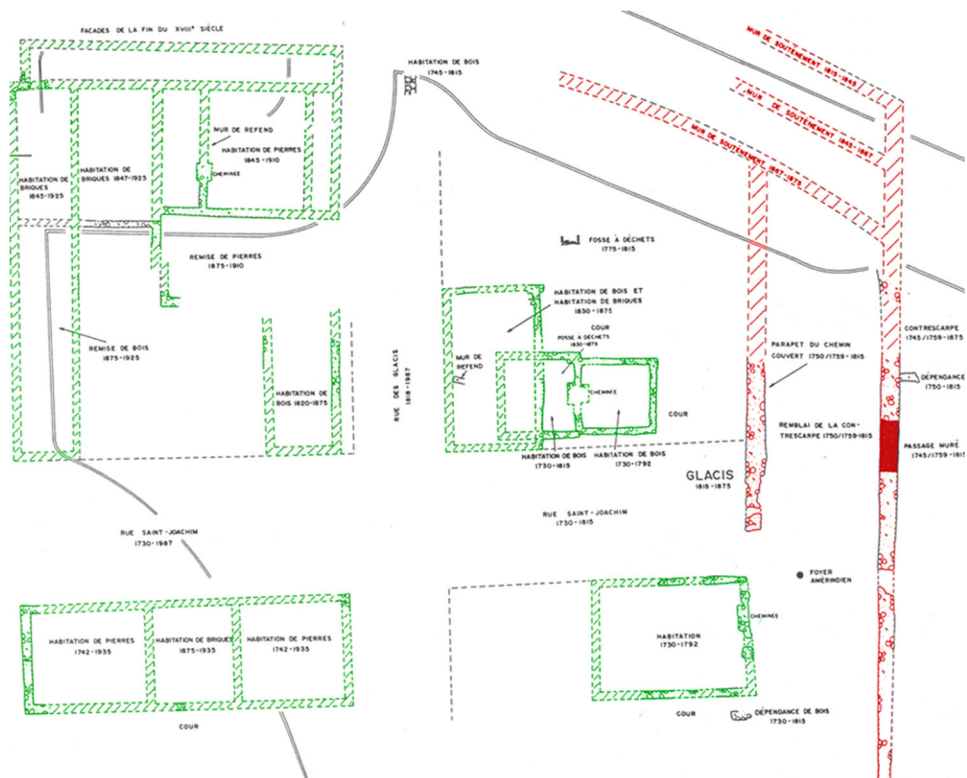 FACADES DE LA FIN DU XVIIIe SIÈCLE
HABITATION DE BOIS
1745-1815
MUR DE SOUTÈNEMENT 1815-1845
MUR DE SOUTÈNEMENT 1845-1867
MUR DE SOUTÈNEMENT 1867-1875
MUR DE REFEND
HABITATION DE PIERRES
1845-1910
CHEMINÉE
HABITATION DE
BRIQUES
1845-1925
HABITATION DE
BRIQUES 1847-1925
REMISE DE PIERRES
1875-1910
FOSSE À DÉCHETS
1775-1815
HABITATION DE BOIS ET
HABITATION DE BRIQUES
1830-1875
COUR
FOSSE À DÉCHETS
1830-1875
CONTRESCARPE
1745/1759-1875
REMISE DE BOIS
1875-1925
MUR DE
REFEND
RUE DES GLACIS
1818-1987
PARAPET DU CHEMIN
COUVERT 1750/1759-1815
DÉPENDANCE
1750-1815
CHEMINÉE
HABITATION DE
BOIS 1820-1875
COUR
REMBLAI DE LA CON-
TRESCARPE 1750/1759-1815
PASSAGE MURÉ
1745/1759-1815
HABITATION DE BOIS
1730-1815
HABITATION DE BOIS
1730-1792
GLACIS
1818-1875
RUE SAINT-JOACHIM
1730-1815
RUE SAINT-JOACHIM
1730-1987
FOYER
AMÉRINDIEN
CHEMINÉE
HABITATION DE PIERRES
1742-1935
HABITATION DE BRIQUES
1875-1935
HABITATION DE PIERRES
1742-1935
HABITATION
1730-1792
COUR
COUR
DÉPENDANCE DE BOIS
1730-1815